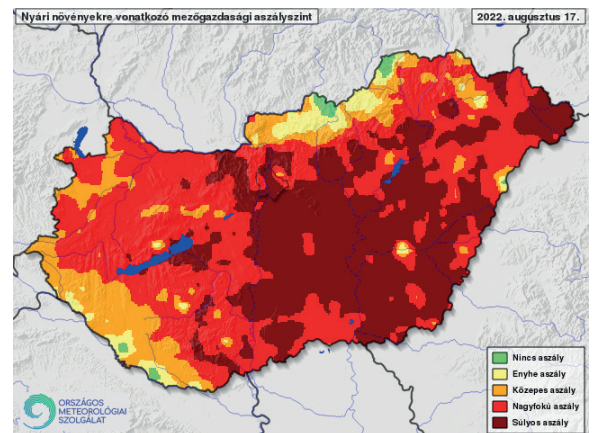 Nyári növényekre vonatkozó mezőgazdasági aszályszint
2022. augusztus 17.
Nincs aszály
Enyhe aszály
Közepes aszály
Nagyfokú aszály
Súlyos aszály
ORSZÁGOS
METEOROLÓGIAI
SZOLGÁLAT